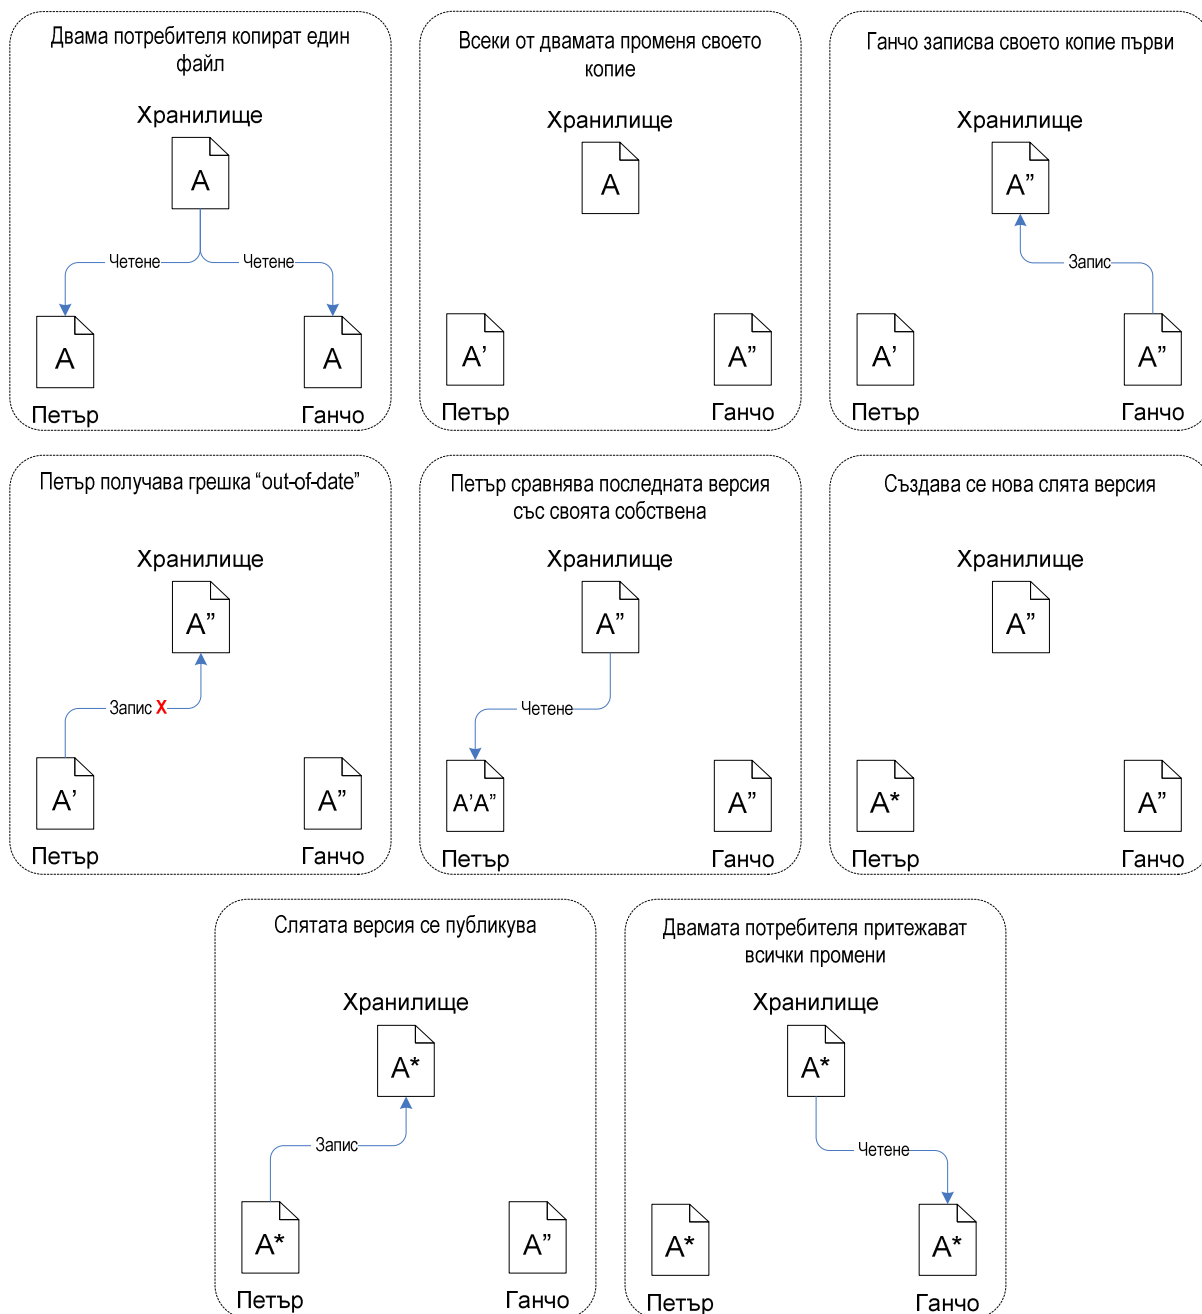 Двама потребителя копират един
файл
Хранилище
A
Четене
Четене
A
A
Петър
Ганчо
Всеки от двамата променя своето
копие
Хранилище
A
A’
A”
Петър
Ганчо
Ганчо записва своето копие първи
Хранилище
A”
Запис
A’
A”
Петър
Ганчо
Петър получава грешка “out-of-date”
Хранилище
A”
Запис X
A’
A”
Петър
Ганчо
Петър сравнява последната версия
със своята собствена
Хранилище
A”
Четене
A’A”
A”
Петър
Ганчо
Създава се нова слята версия
Хранилище
A”
A*
A”
Петър
Ганчо
Слятата версия се публикува
Хранилище
A*
Запис
A*
A”
Петър
Ганчо
Двамата потребителя притежават
всички промени
Хранилище
A*
Четене
A*
A*
Петър
Ганчо